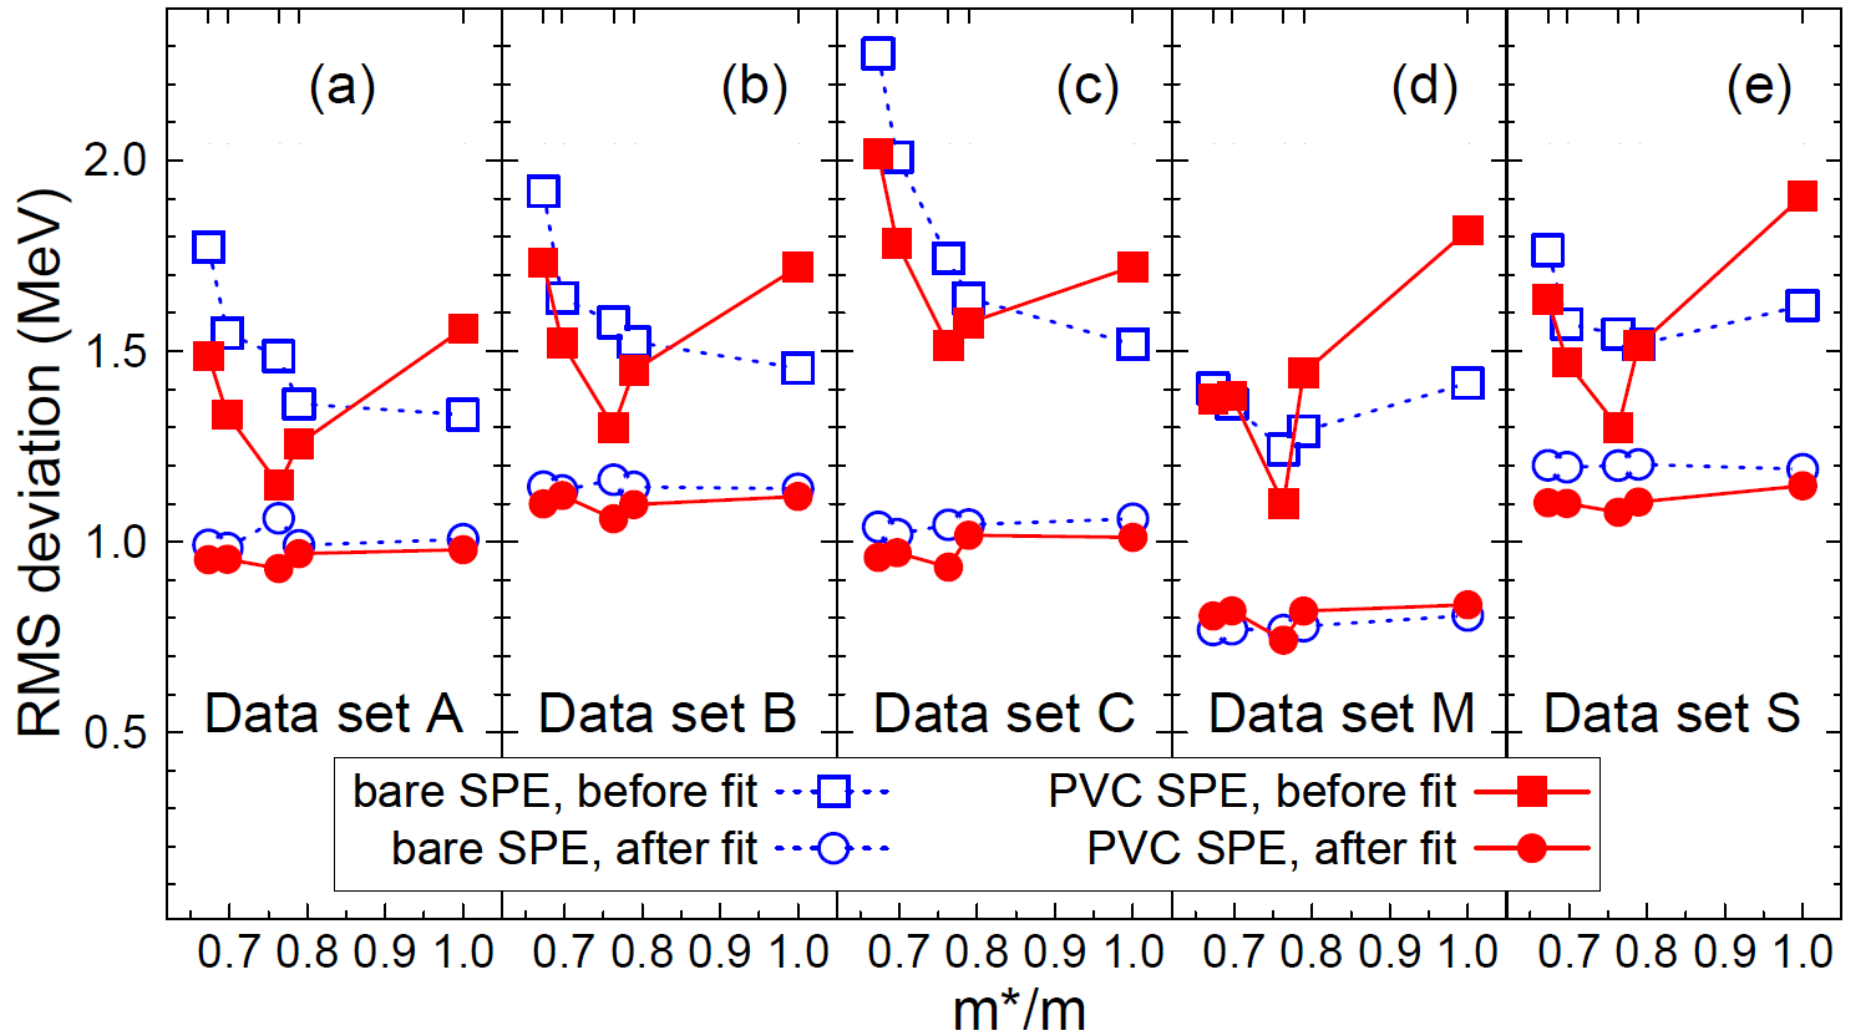 (a) (b) (c) (d) (e)
RMS deviation (MeV)
2.0
1.5
1.0
0.5
Data set A Data set B Data set C Data set M Data set S
bare SPE, before fit PVC SPE, before fit
bare SPE, after fit PVC SPE, after fit
0.7 0.8 0.9 1.0 0.7 0.8 0.9 1.0 0.7 0.8 0.9 1.0 0.7 0.8 0.9 1.0 0.7 0.8 0.9 1.0
m*/m